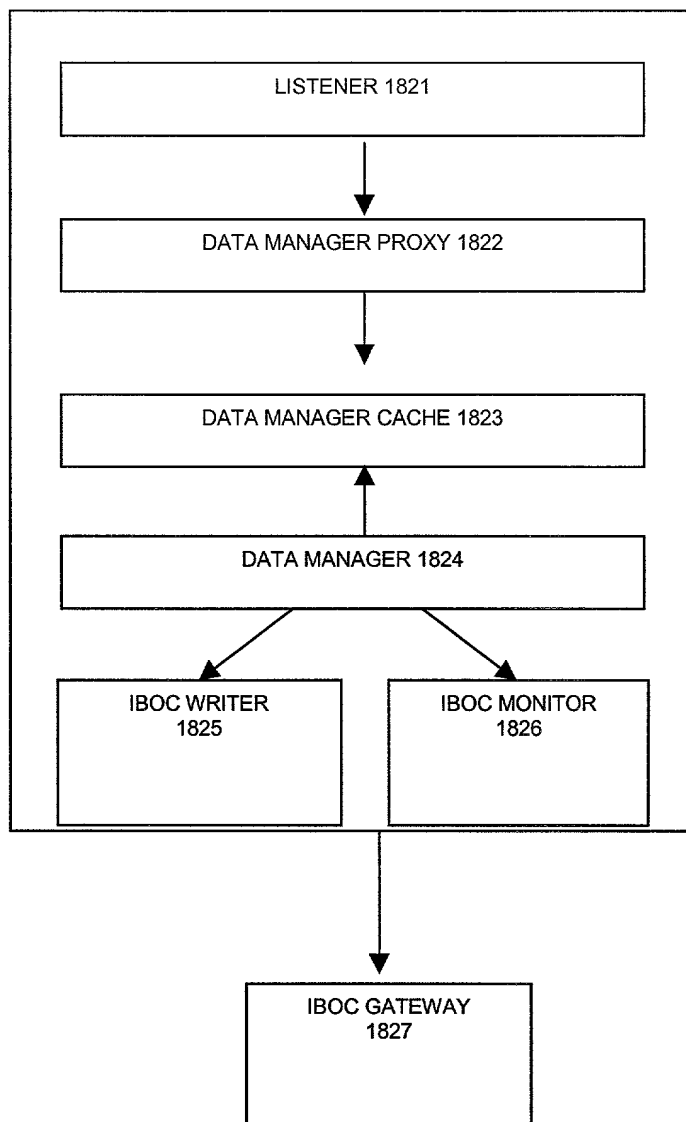 LISTENER 1821
DATA MANAGER PROXY 1822
DATA MANAGER CACHE 1823
DATA MANAGER 1824
IBOC WRITER
1825
IBOC MONITOR
1826
IBOC GATEWAY
1827